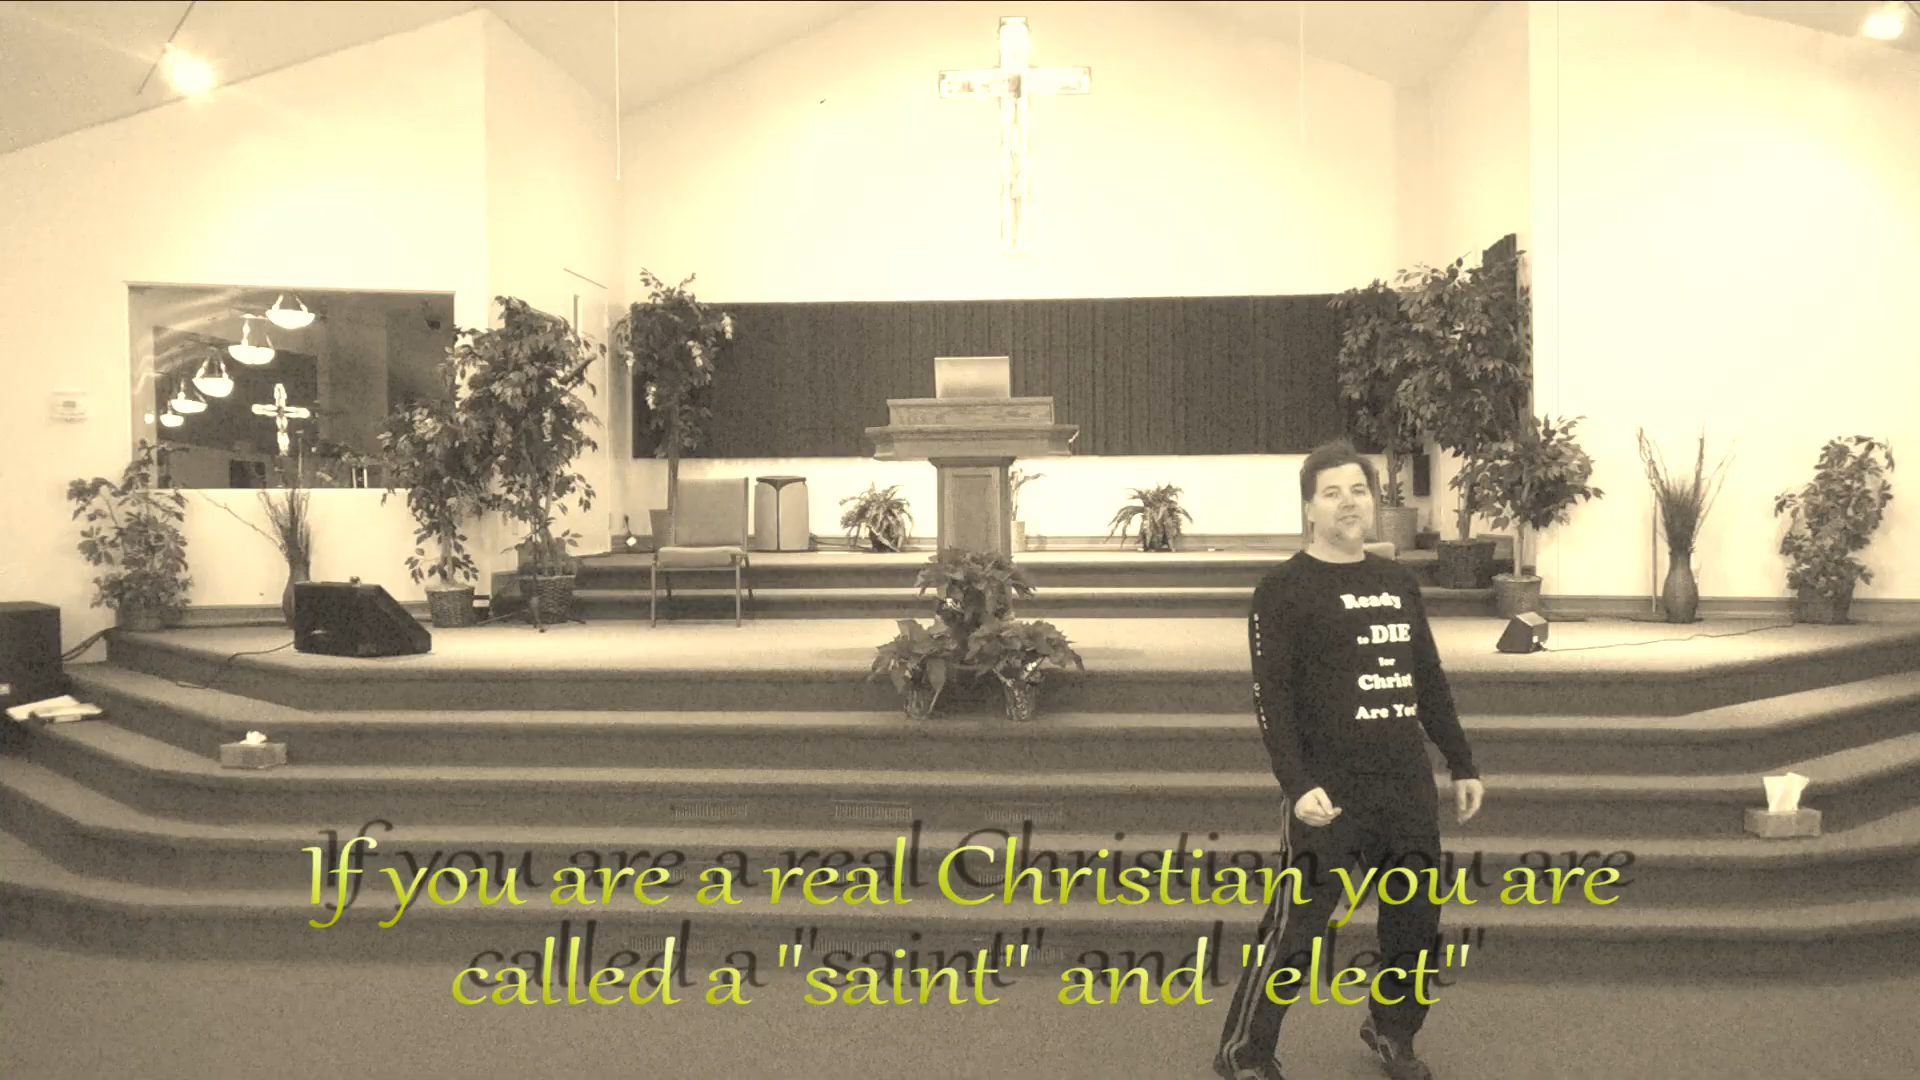 Ready
to DIE
for
Christ
Are You
If you are a real Christian you are
called a "saint" and "elect"